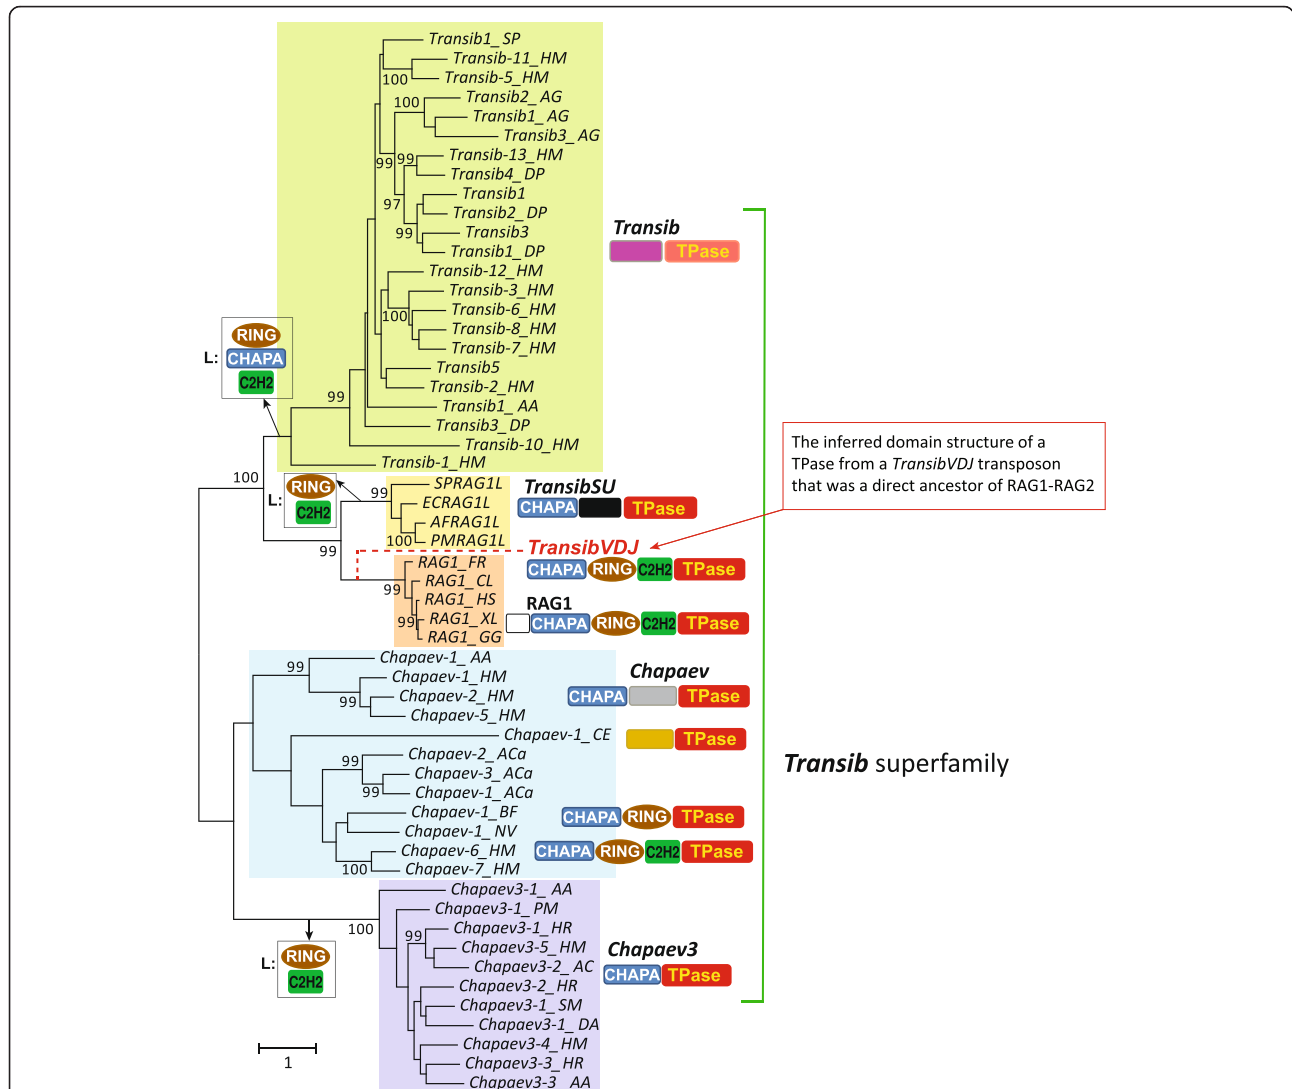 Transib1_SP
Transib-11_HM
100
Transib-5_HM
100
Transib2_AG
Transib1_AG
Transib3_AG
99
99
Transib-13_HM
Transib4_DP
97
Transib1
Transib2_DP
99
Transib3
Transib1_DP
Transib
TPase
Transib-12_HM
Transib-3_HM
100
Transib-6_HM
Transib-8_HM
Transib-7_HM
L:
RING
CHAPA
C2H2
Transib5
Transib-2_HM
99
Transib1_AA
Transib3_DP
Transib-10_HM
Transib-1_HM
The inferred domain structure of a
TPase from a TransibVDJ transposon
that was a direct ancestor of RAG1-RAG2
100
L:
RING
C2H2
99
SPRAG1L
ECRAG1L
AFRAG1L
100
PMRAG1L
TransibSU
CHAPA
TPase
99
TransibVDJ
CHAPA
RING
C2H2
TPase
RAG1_FR
99
RAG1_CL
RAG1_HS
99
RAG1_XL
RAG1_GG
RAG1
CHAPA
RING
C2H2
TPase
99
Chapaev-1_AA
Chapaev-1_HM
99
Chapaev-2_HM
Chapaev-5_HM
Chapaev
CHAPA
TPase
Chapaev-1_CE
TPase
99
Chapaev-2_ACa
Chapaev-3_ACa
99
Chapaev-1_ACa
Transib superfamily
Chapaev-1_BF
Chapaev-1_NV
CHAPA
RING
TPase
Chapaev-6_HM
100
Chapaev-7_HM
CHAPA
RING
C2H2
TPase
100
Chapaev3-1_AA
Chapaev3-1_PM
99
Chapaev3-1_HR
Chapaev3-5_HM
Chapaev3-2_AC
Chapaev3
CHAPA
TPase
L:
RING
C2H2
Chapaev3-2_HR
Chapaev3-1_SM
Chapaev3-1_DA
Chapaev3-4_HM
Chapaev3-3_HR
Chapaev3-3_AA
1